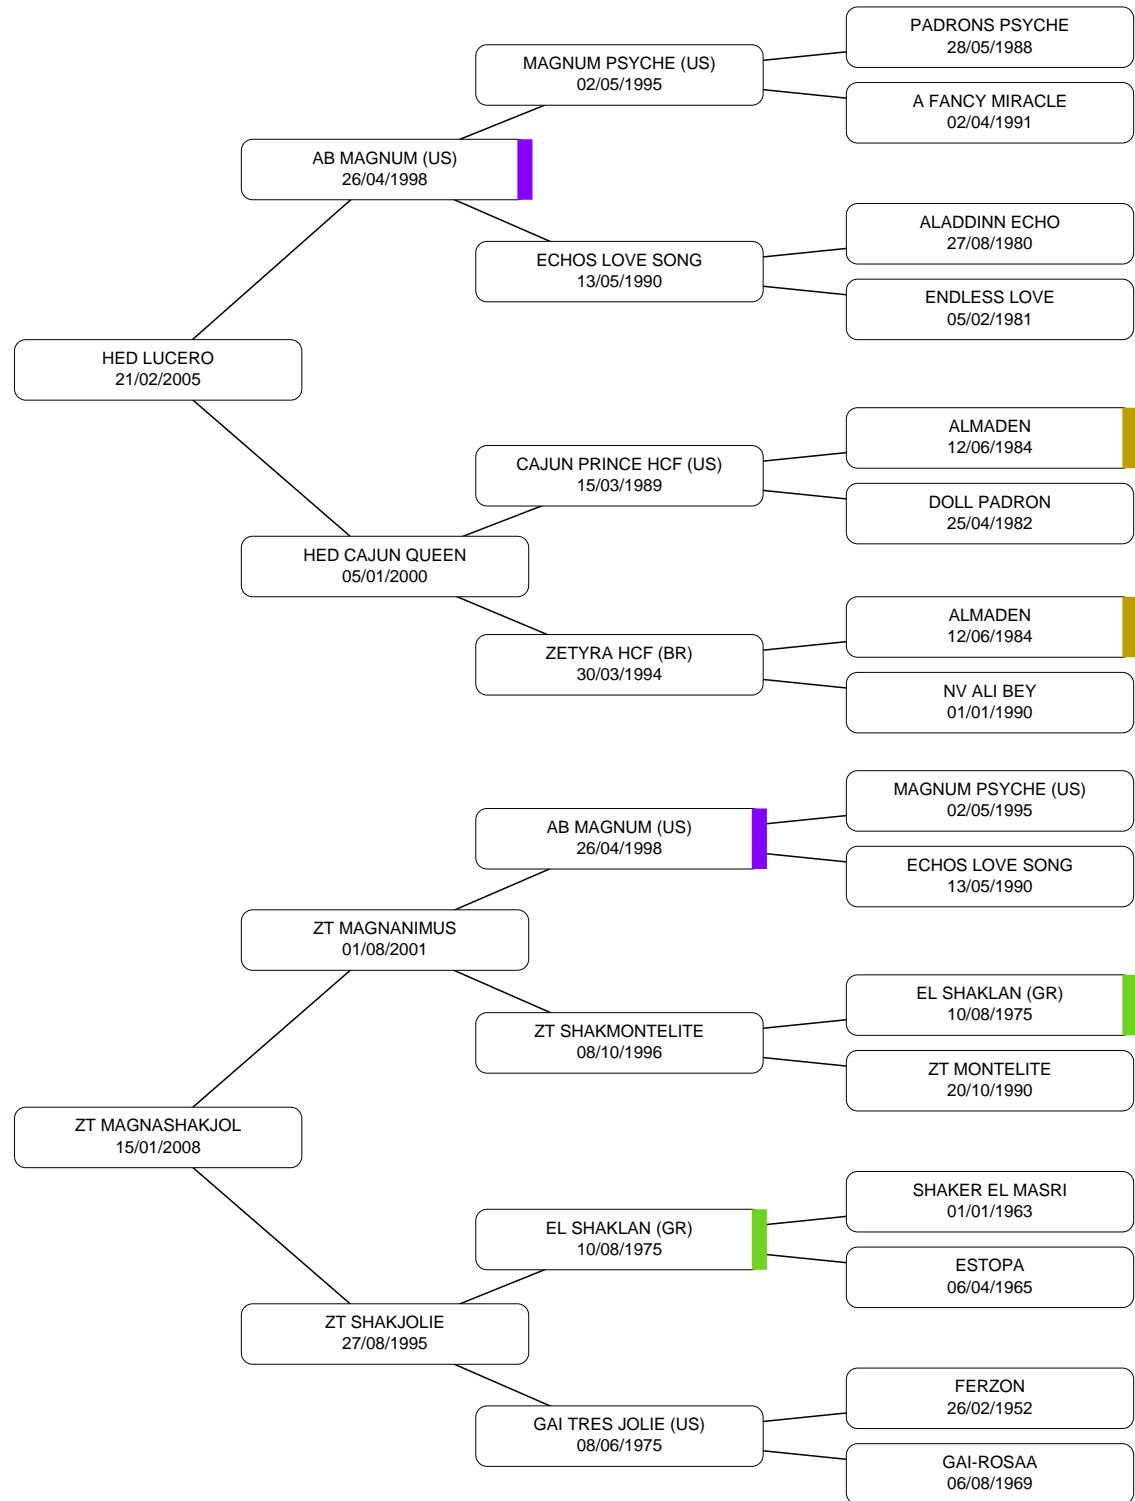 PADRONS PSYCHE
28/05/1988
MAGNUM PSYCHE (US)
02/05/1995
A FANCY MIRACLE
02/04/1991
AB MAGNUM (US)
26/04/1998
ALADDINN ECHO
27/08/1980
ECHOS LOVE SONG
13/05/1990
ENDLESS LOVE
05/02/1981
HED LUCERO
21/02/2005
ALMADEN
12/06/1984
CAJUN PRINCE HCF (US)
15/03/1989
DOLL PADRON
25/04/1982
HED CAJUN QUEEN
05/01/2000
ALMADEN
12/06/1984
ZETYRA HCF (BR)
30/03/1994
NV ALI BEY
01/01/1990
MAGNUM PSYCHE (US)
02/05/1995
AB MAGNUM (US)
26/04/1998
ECHOS LOVE SONG
13/05/1990
ZT MAGNANIMUS
01/08/2001
EL SHAKLAN (GR)
10/08/1975
ZT SHAKMONTELITE
08/10/1996
ZT MONTELITE
20/10/1990
ZT MAGNASHAKJOL
15/01/2008
SHAKER EL MASRI
01/01/1963
EL SHAKLAN (GR)
10/08/1975
ESTOPA
06/04/1965
ZT SHAKJOLIE
27/08/1995
FERZON
26/02/1952
GAI TRES JOLIE (US)
08/06/1975
GAI-ROSAA
06/08/1969